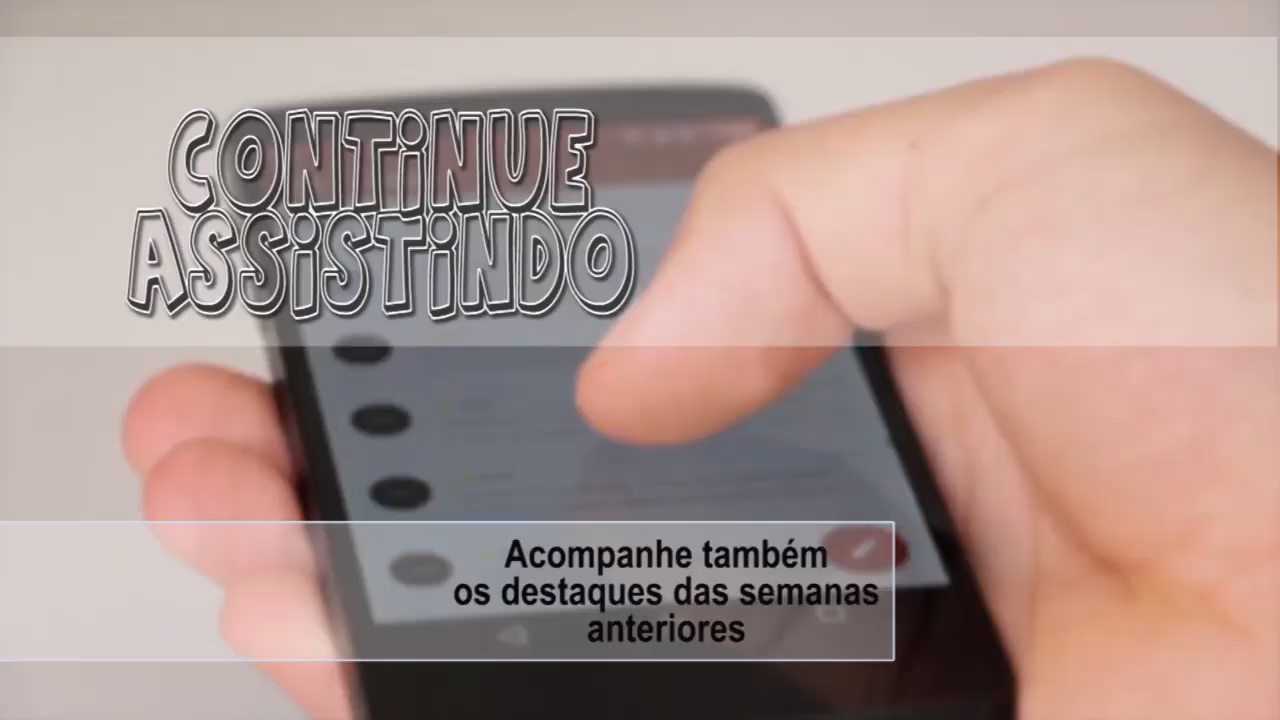 CONTiNUE
ASSiSTiNDO
Acompanhe também
os destaques das semanas
anteriores